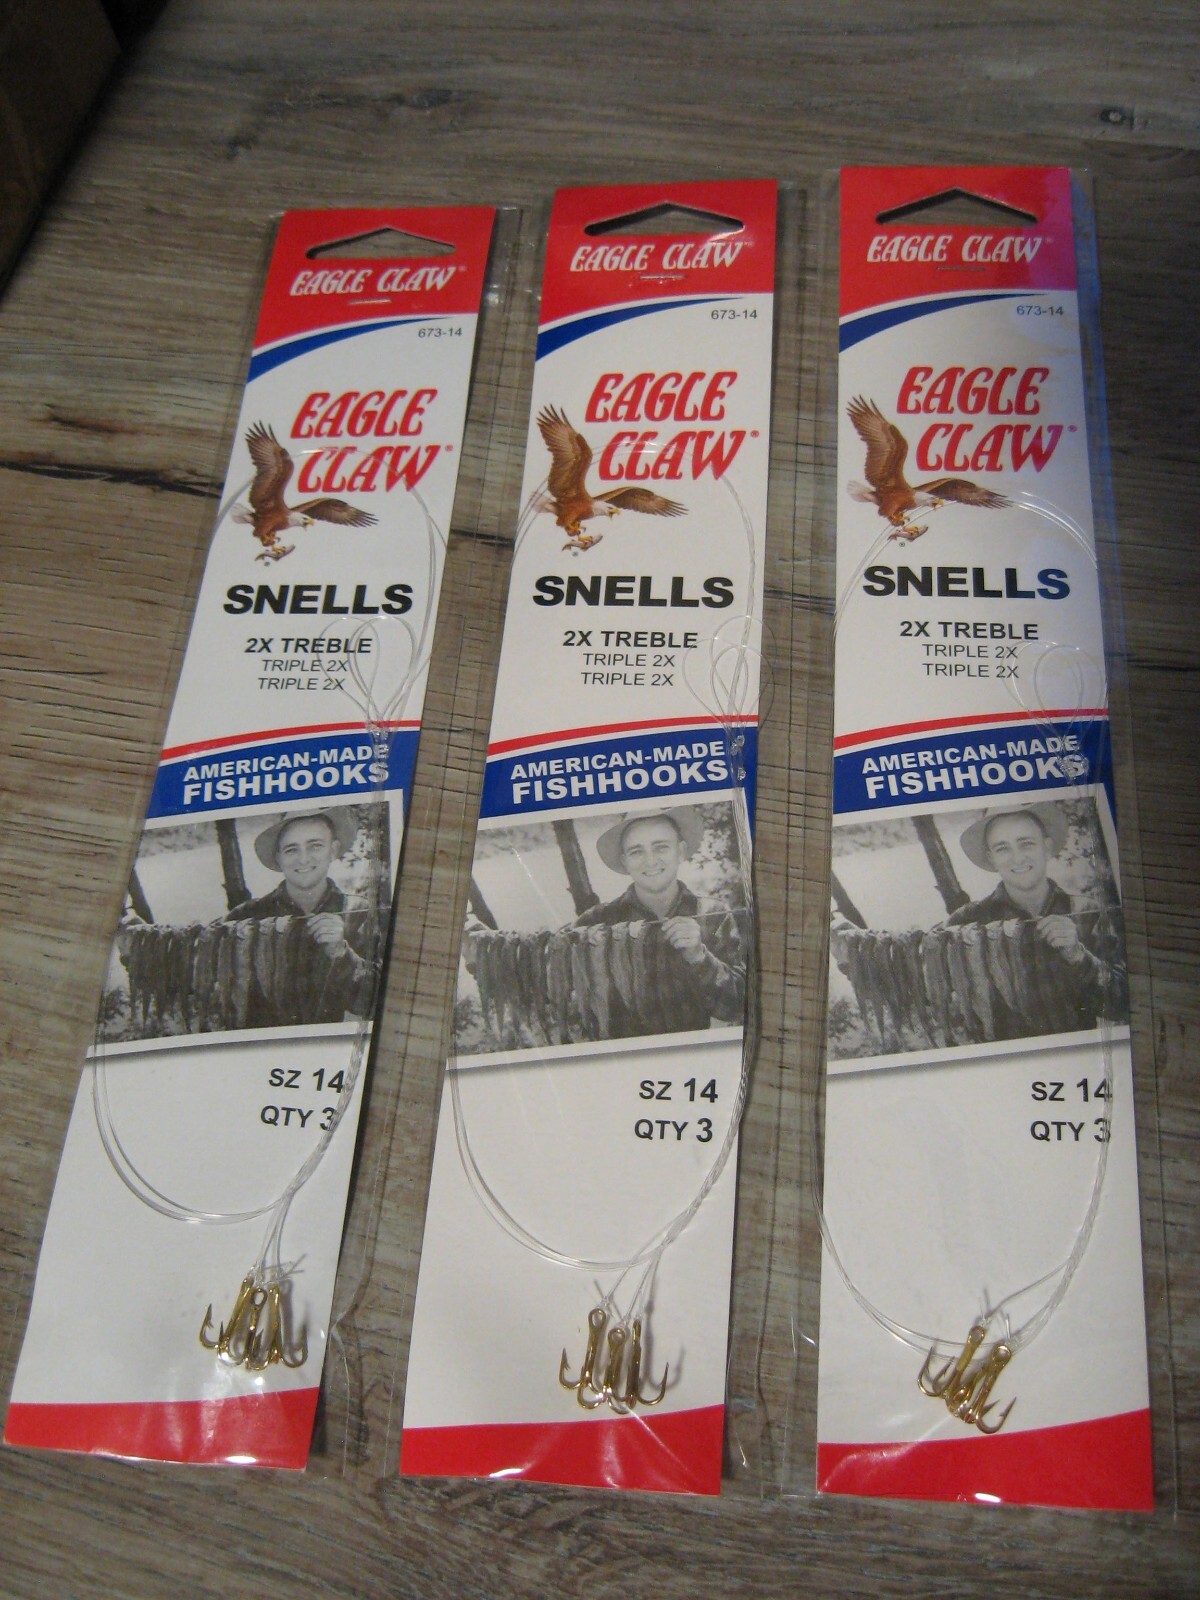 EAGLE CLAW®
673-14
EAGLE
CLAW®
®
SNELLS
2X TREBLE
TRIPLE 2X
TRIPLE 2X
AMERICAN-MADE
FISHHOOKS
SZ 14
QTY 3
EAGLE CLAW®
673-14
EAGLE
CLAW®
®
SNELLS
2X TREBLE
TRIPLE 2X
TRIPLE 2X
AMERICAN-MADE
FISHHOOKS
SZ 14
QTY 3
EAGLE CLAW®
673-14
EAGLE
CLAW®
®
SNELLS
2X TREBLE
TRIPLE 2X
TRIPLE 2X
AMERICAN-MADE
FISHHOOKS
SZ 14
QTY 3